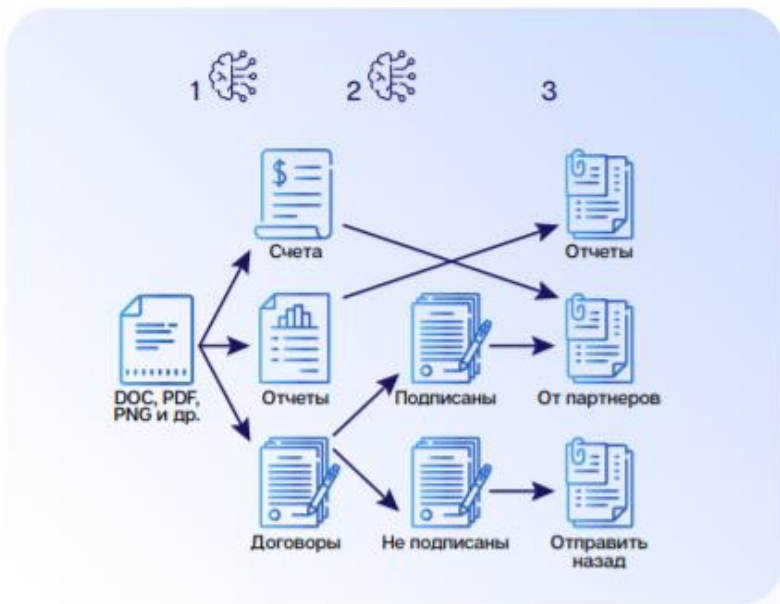 1
2
3
$
Счета
Отчеты
DOC, PDF,
PNG и др.
Отчеты
Подписаны
От партнеров
Договоры
Не подписаны
Отправить
назад